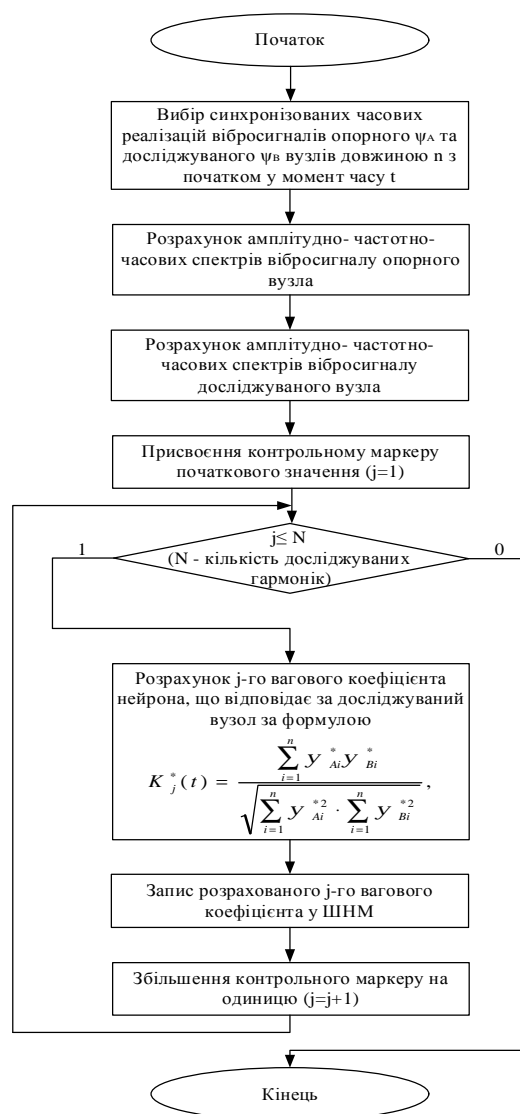 Початок
Вибір синхронізованих часових
реалізацій вібросигналів опорного ψA та
досліджуваного ψB вузлів довжиною n з
початком у момент часу t
Розрахунок амплітудно- частотно-
часових спектрів вібросигналу опорного
вузла
Розрахунок амплітудно- частотно-
часових спектрів вібросигналу
досліджуваного вузла
Присвоєння контрольному маркеру
початкового значення (j=1)
j≤ N
(N - кількість досліджуваних
гармонік)
1
0
Розрахунок j-го вагового коефіцієнта
нейрона, що відповідає за досліджуваний
вузол за формулою
K*j(t) = ∑ⁿi=1 У*Ai У*Bi / √(∑ⁿi=1 У*2Ai · ∑ⁿi=1 У*2Bi),
Запис розрахованого j-го вагового
коефіцієнта у ШНМ
Збільшення контрольного маркеру на
одиницю (j=j+1)
Кінець